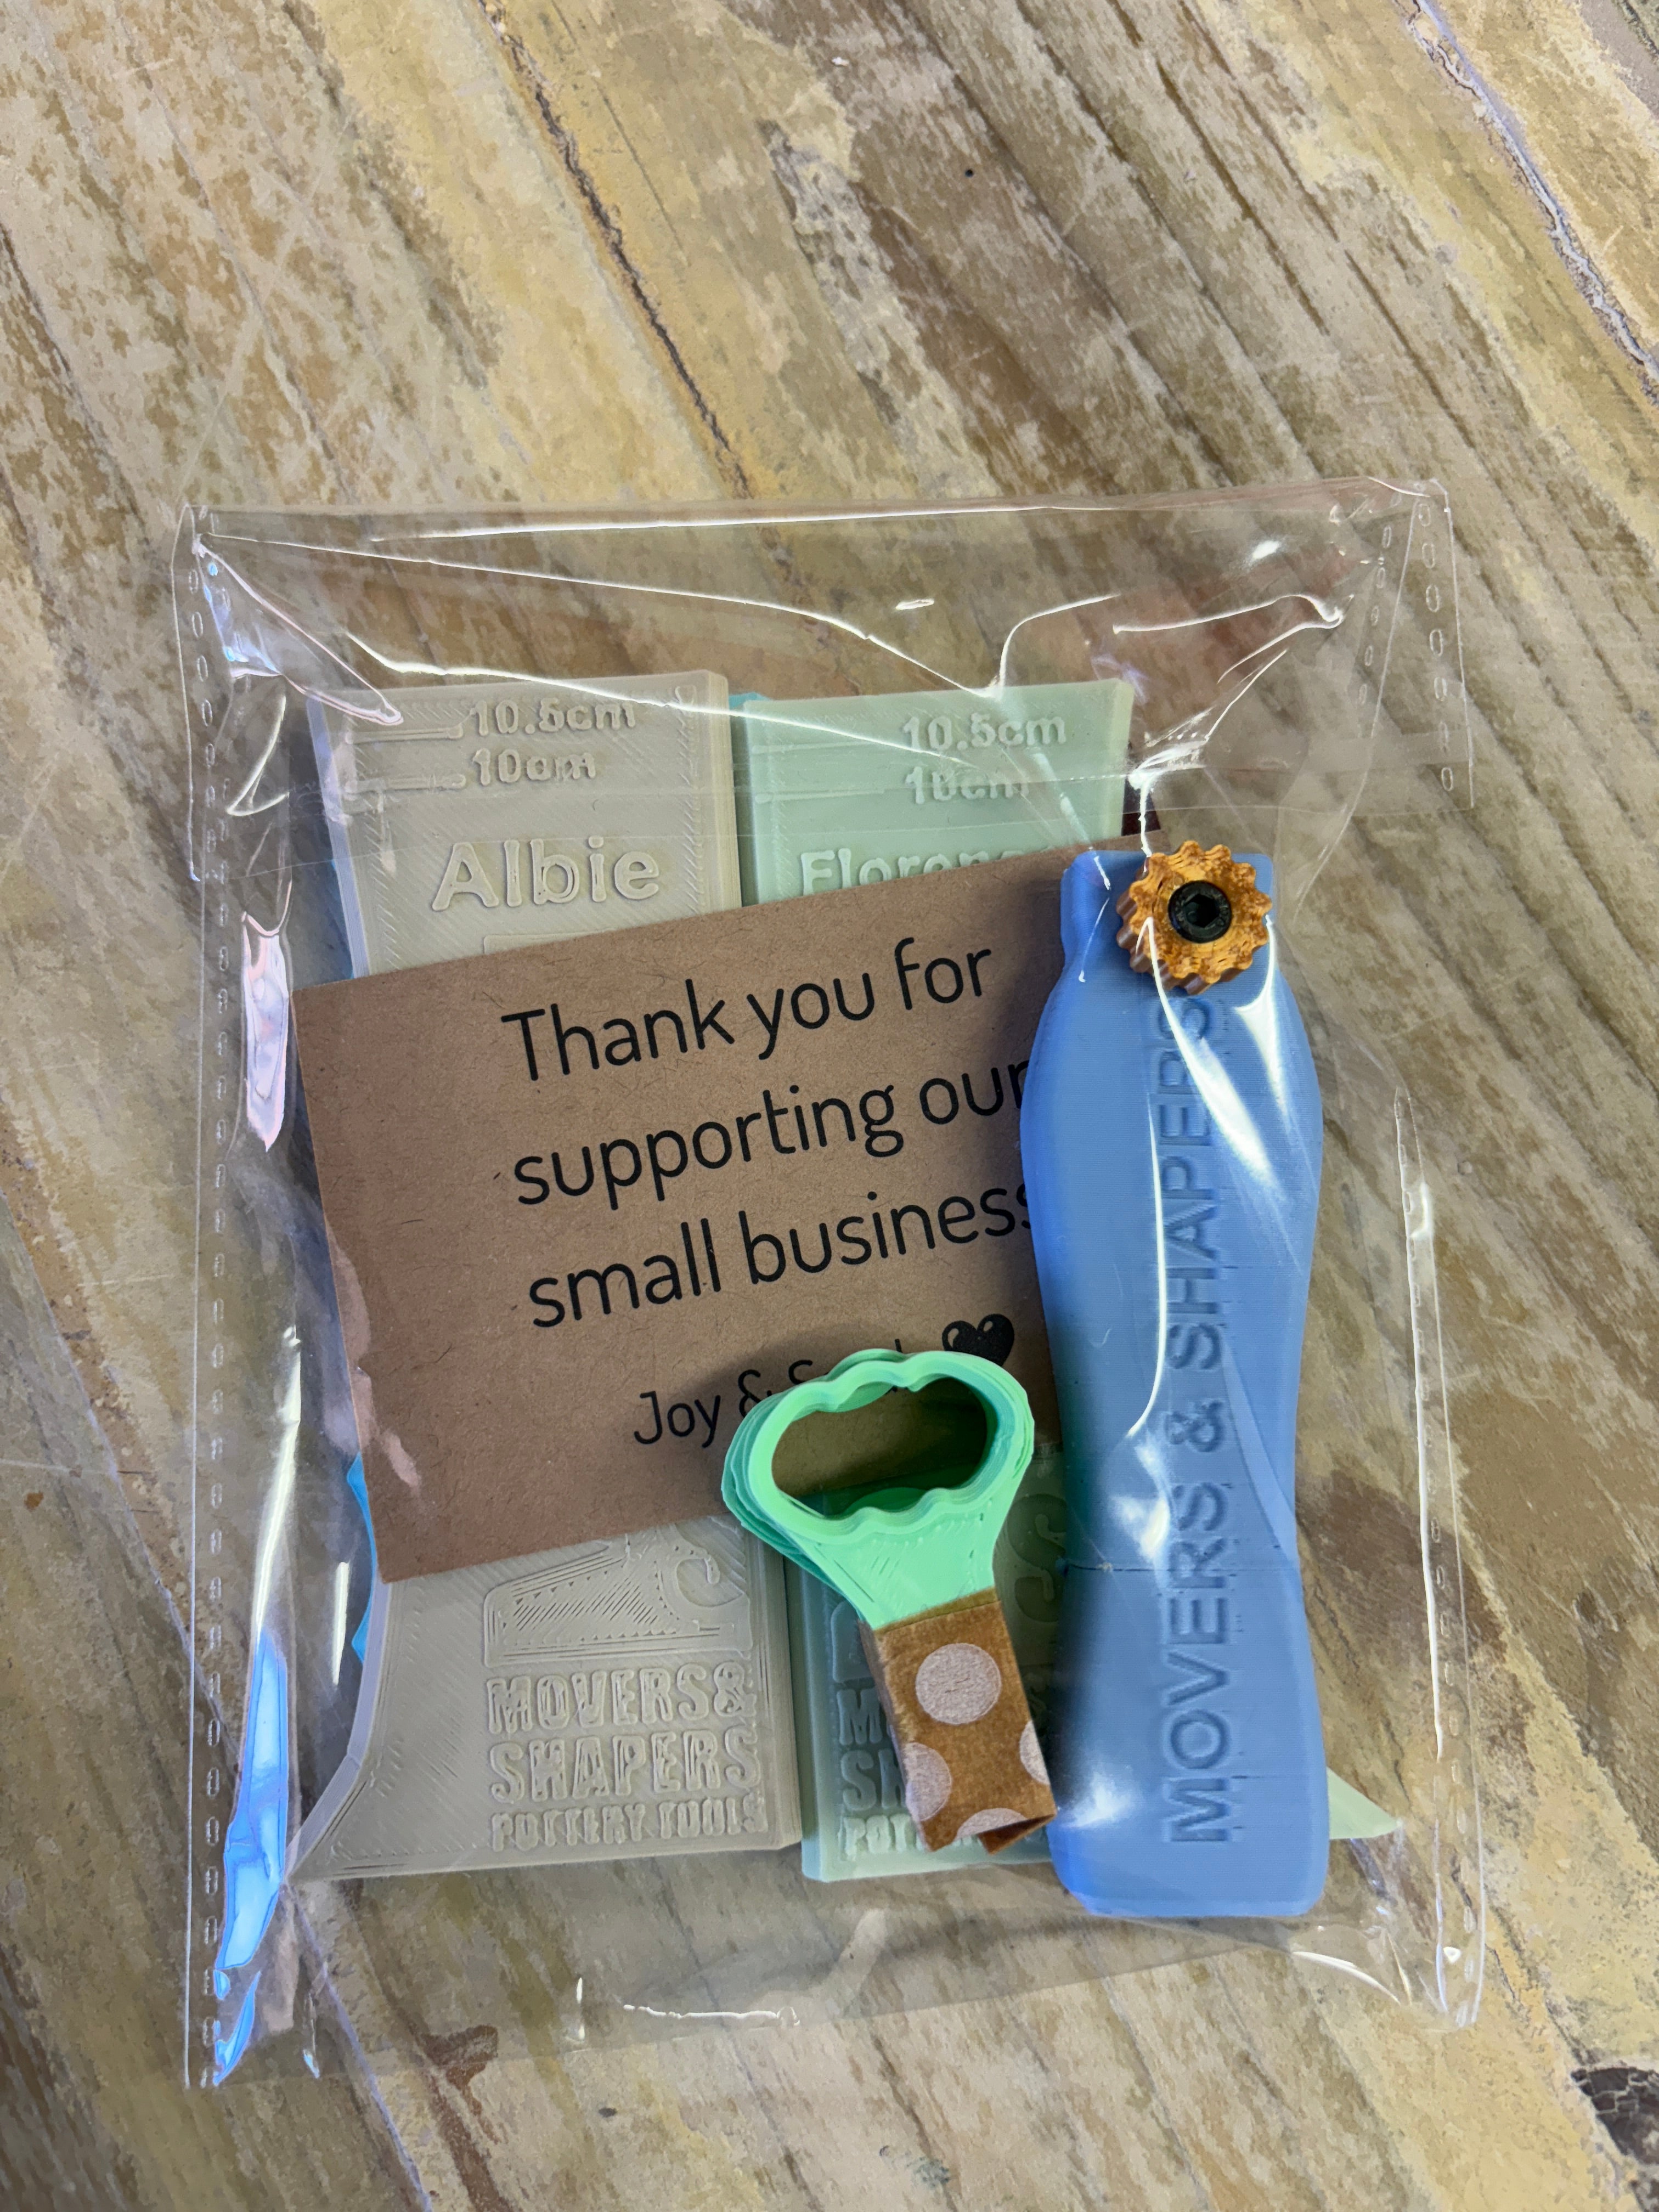 10.5cm
10cm
Albie
10.5cm
10cm
Thank you for
supporting our
small business
Joy &
MOVERS & SHAPERS
MOVERS&
SHAPERS
POTTERY TOOLS